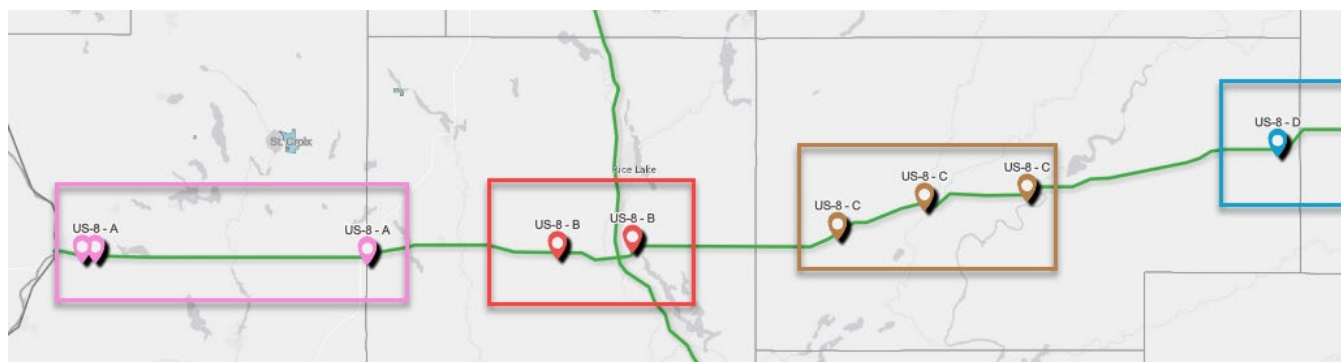 US-8 - D
St. Croix
Rice Lake
US-8 - C
US-8 - C
US-8 - C
US-8 - A
US-8 - A
US-8 - B
US-8 - B